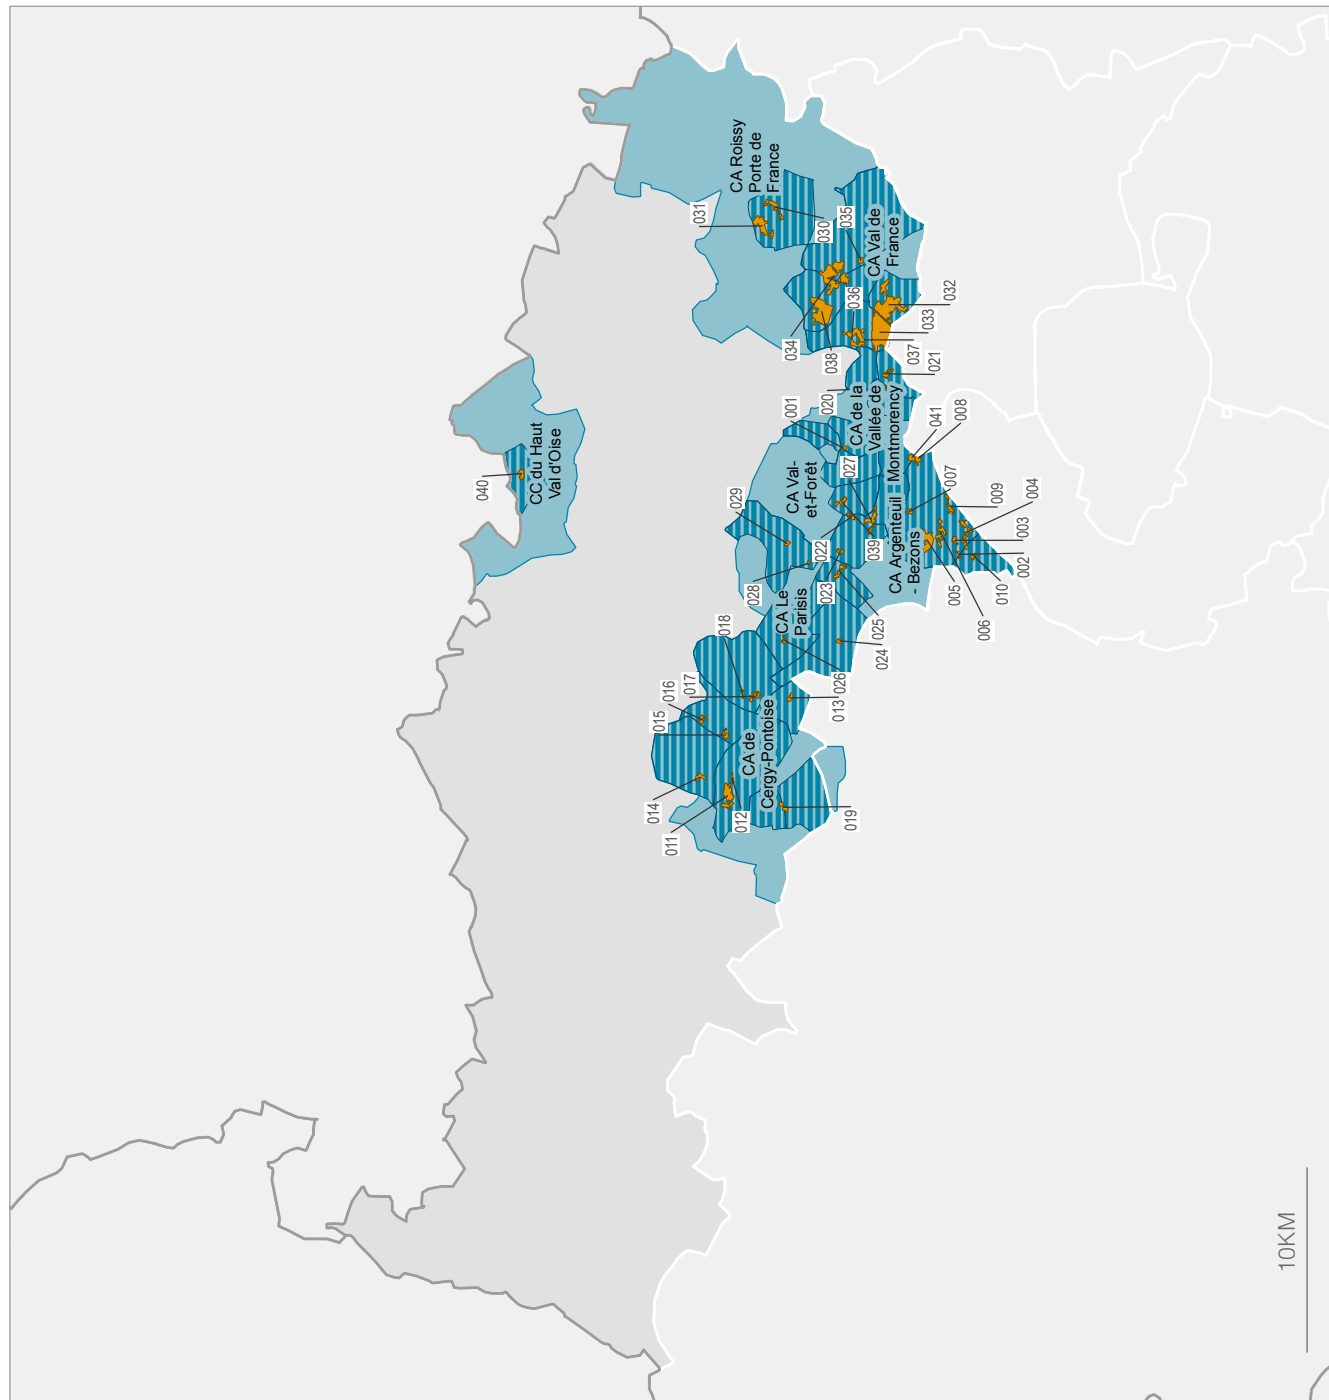 040
CC du Haut
Val d'Oise
031
CA Roissy
Porte de
France
030
035
CA Val de
France
034
038
036
032
033
037
021
020
001
CA de la
Vallée de
Montmorency
027
CA Val-
et-Forêt
029
028
022
023
039
041
008
007
009
004
003
002
010
006
005
CA Argenteuil
- Bezons
CA Le
Parisis
025
024
026
013
018
017
016
015
014
011
012
CA de
Cergy-Pontoise
019
10KM